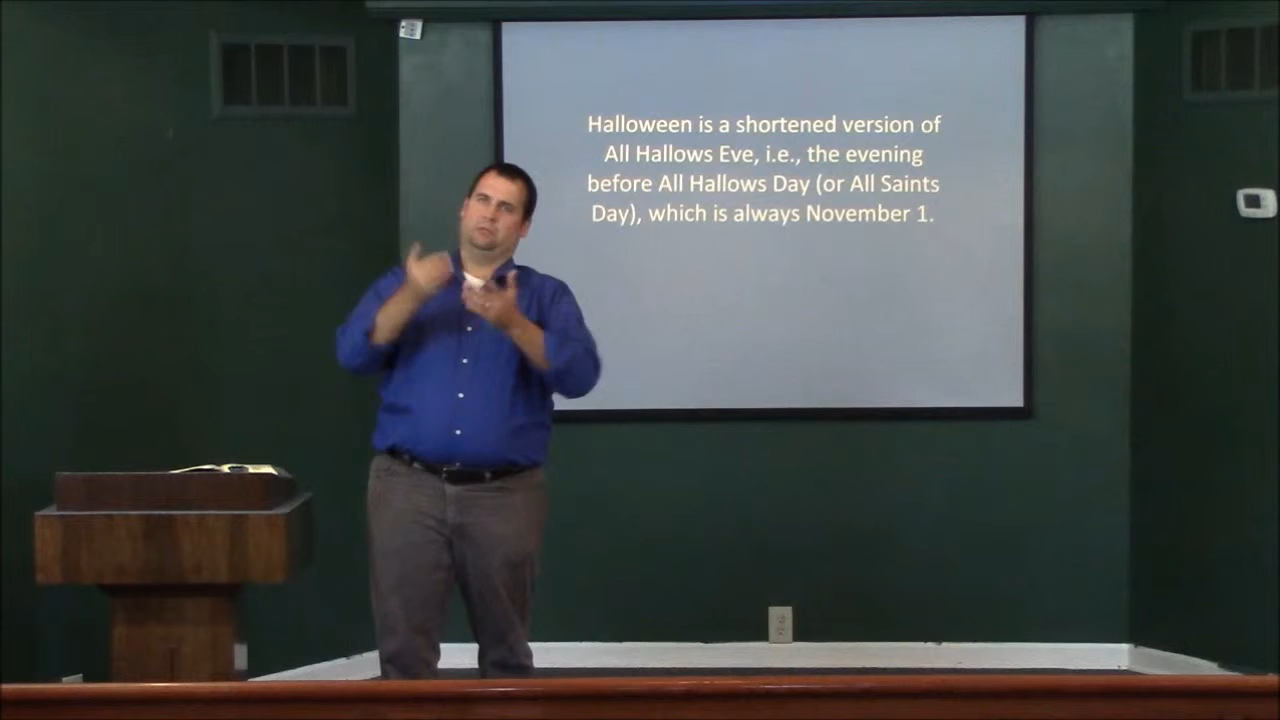 Halloween is a shortened version of
All Hallows Eve, i.e., the evening
before All Hallows Day (or All Saints
Day), which is always November 1.